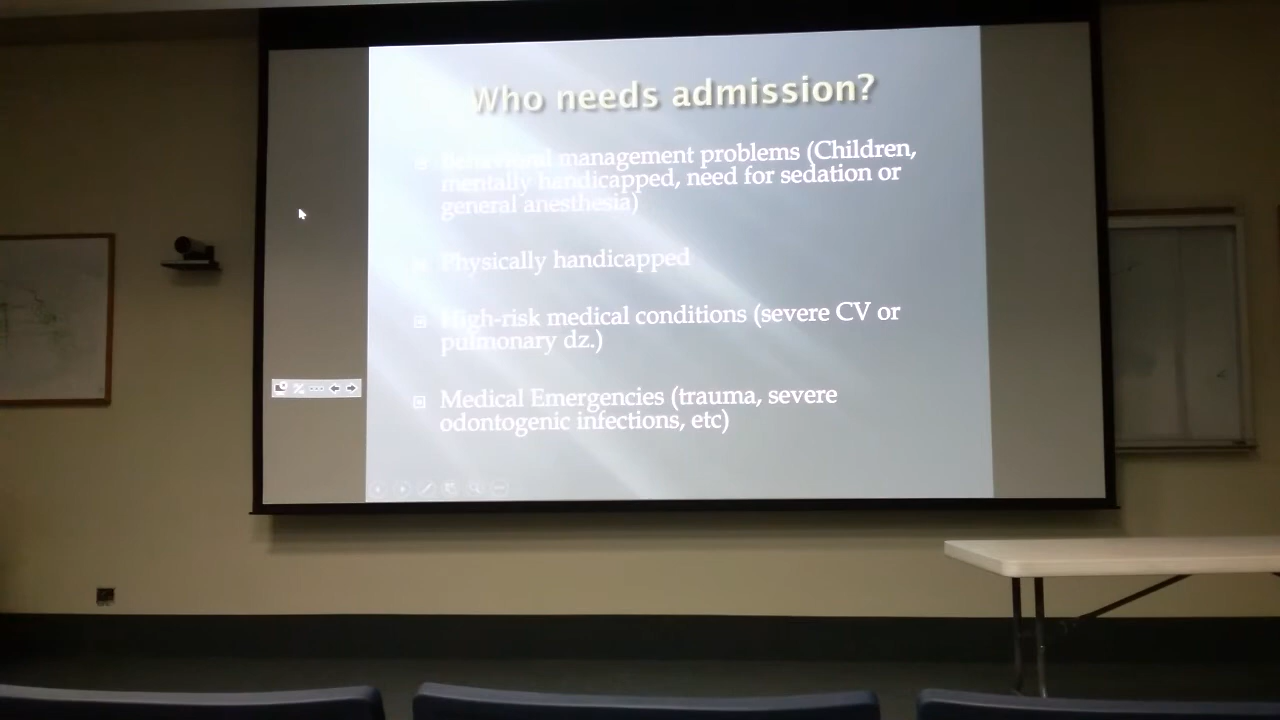 Who needs admission?
Behavioral management problems (Children,
mentally handicapped, need for sedation or
general anesthesia)
Physically handicapped
High-risk medical conditions (severe CV or
pulmonary dz.)
Medical Emergencies (trauma, severe
odontogenic infections, etc)